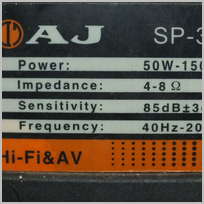 AJ SP-3
Power: 50W-150
Impedance: 4-8 Ω
Sensitivity: 85dB±3
Frequency: 40Hz-20
Hi-Fi&AV